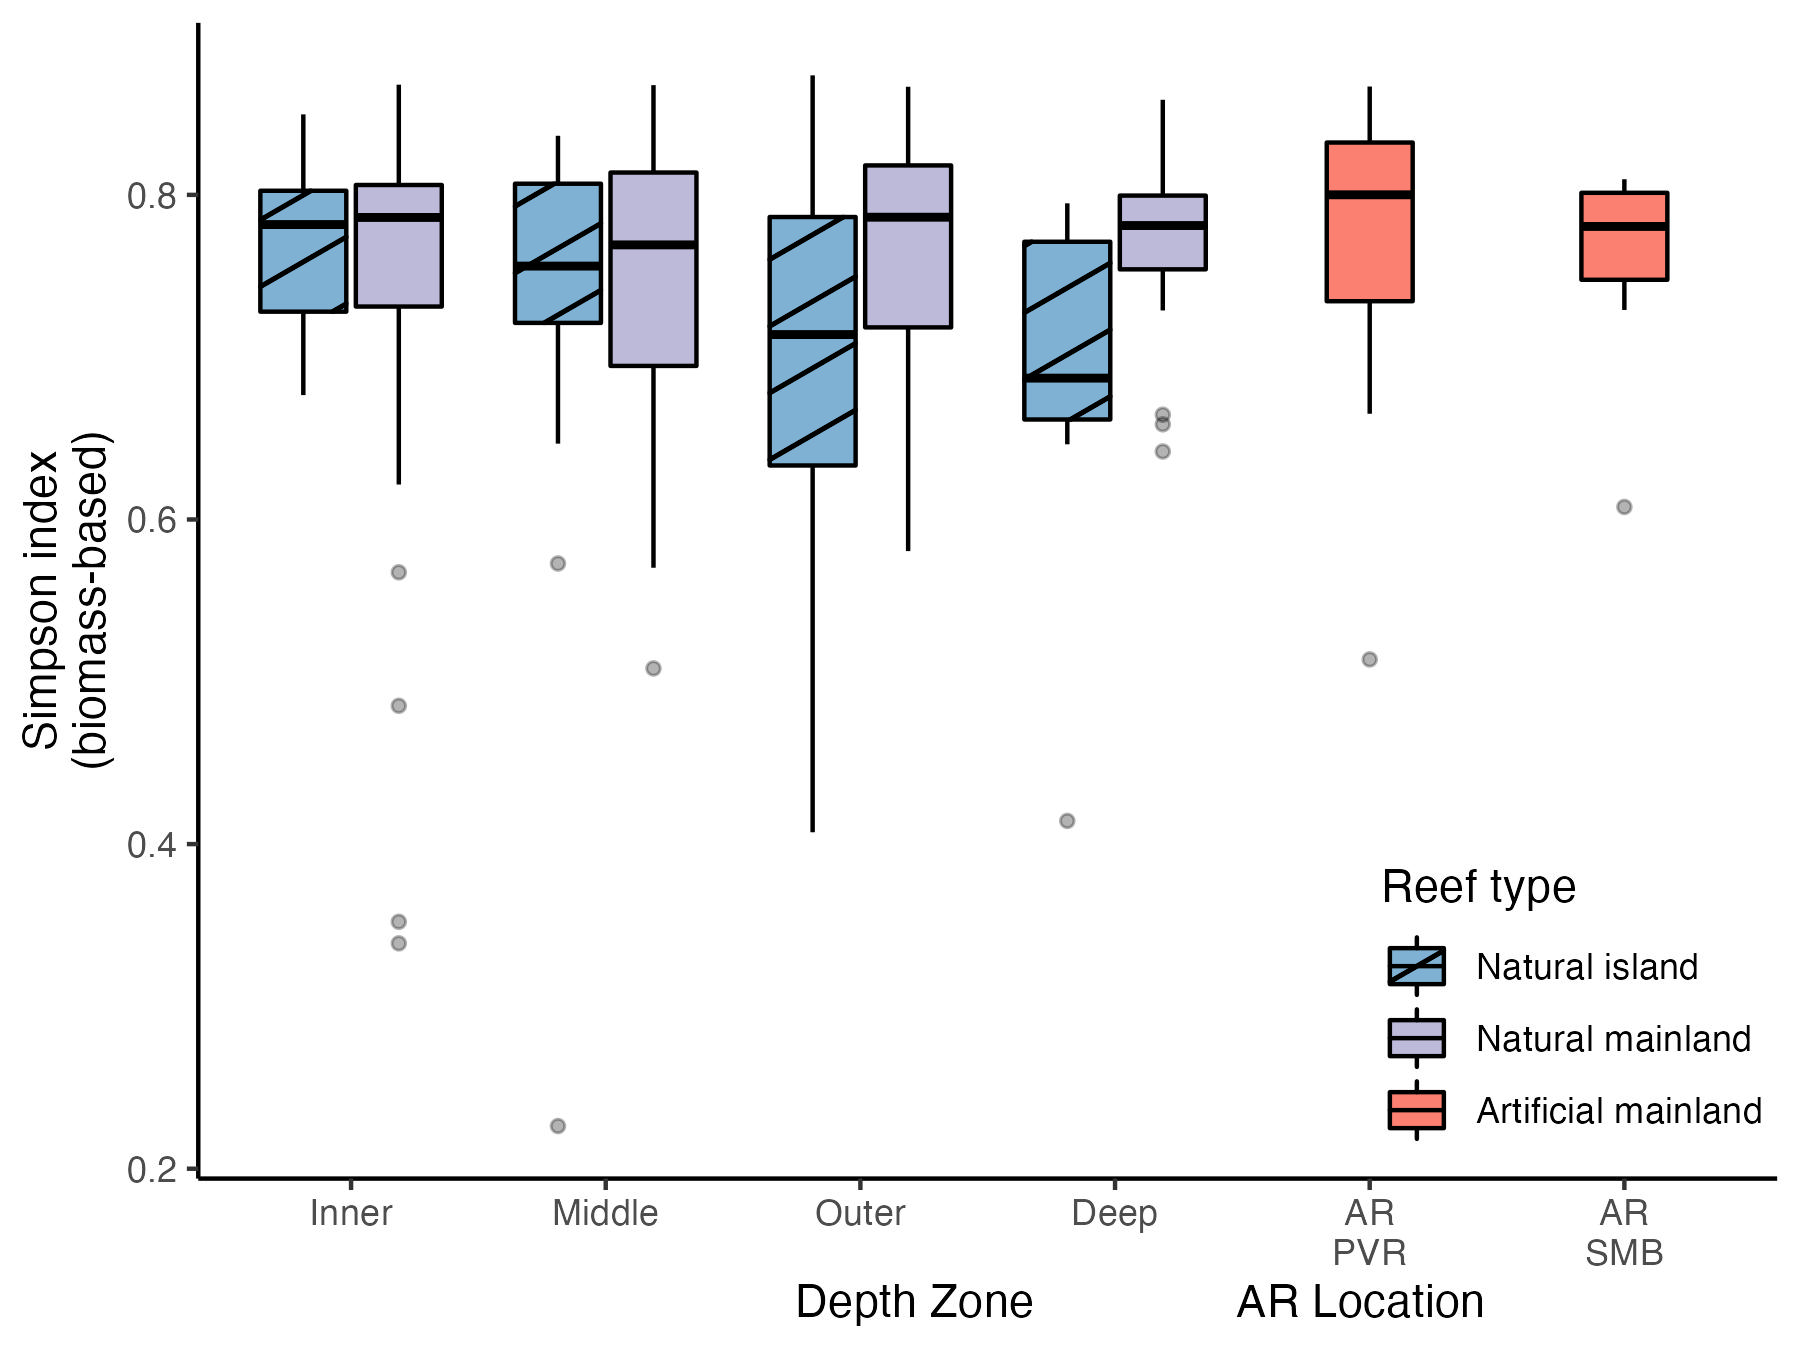 Simpson index
(biomass-based)
0.8
0.6
0.4
0.2
Inner
Middle
Outer
Deep
AR
PVR
AR
SMB
Depth Zone
AR Location
Reef type
Natural island
Natural mainland
Artificial mainland